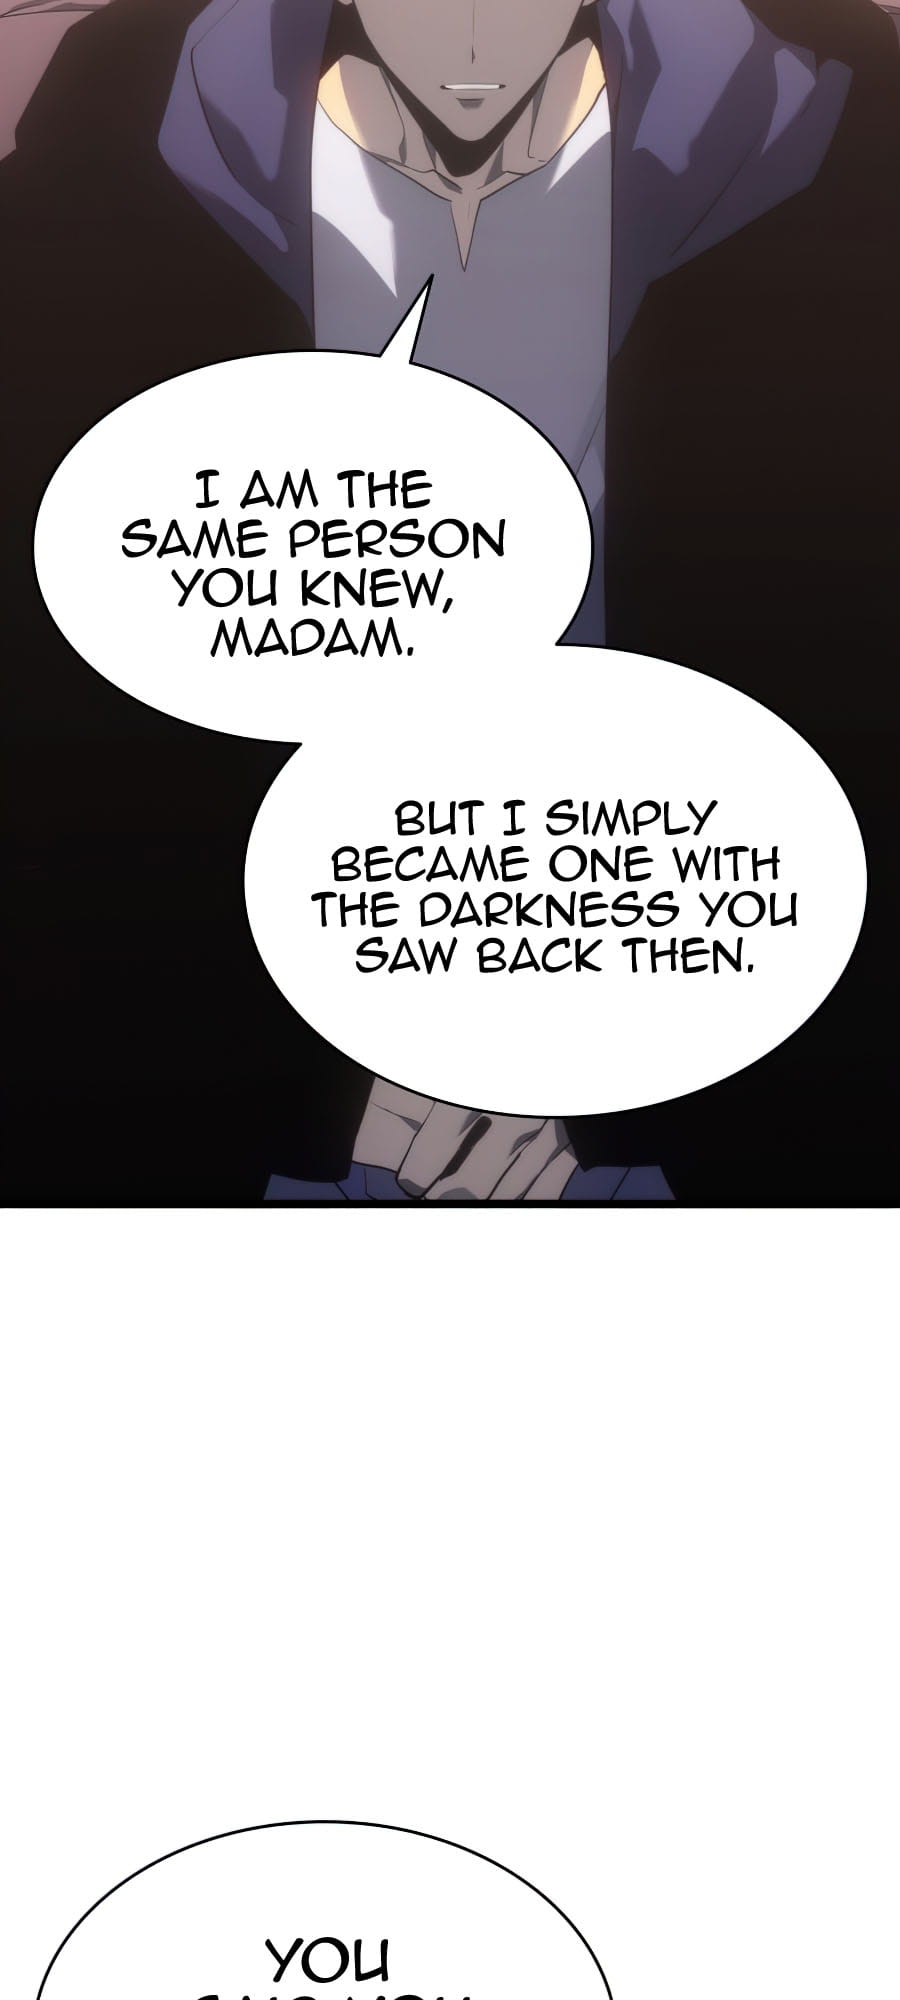 I AM THE
SAME PERSON
YOU KNEW,
MADAM.
BUT I SIMPLY
BECAME ONE WITH
THE DARKNESS YOU
SAW BACK THEN.
YOU